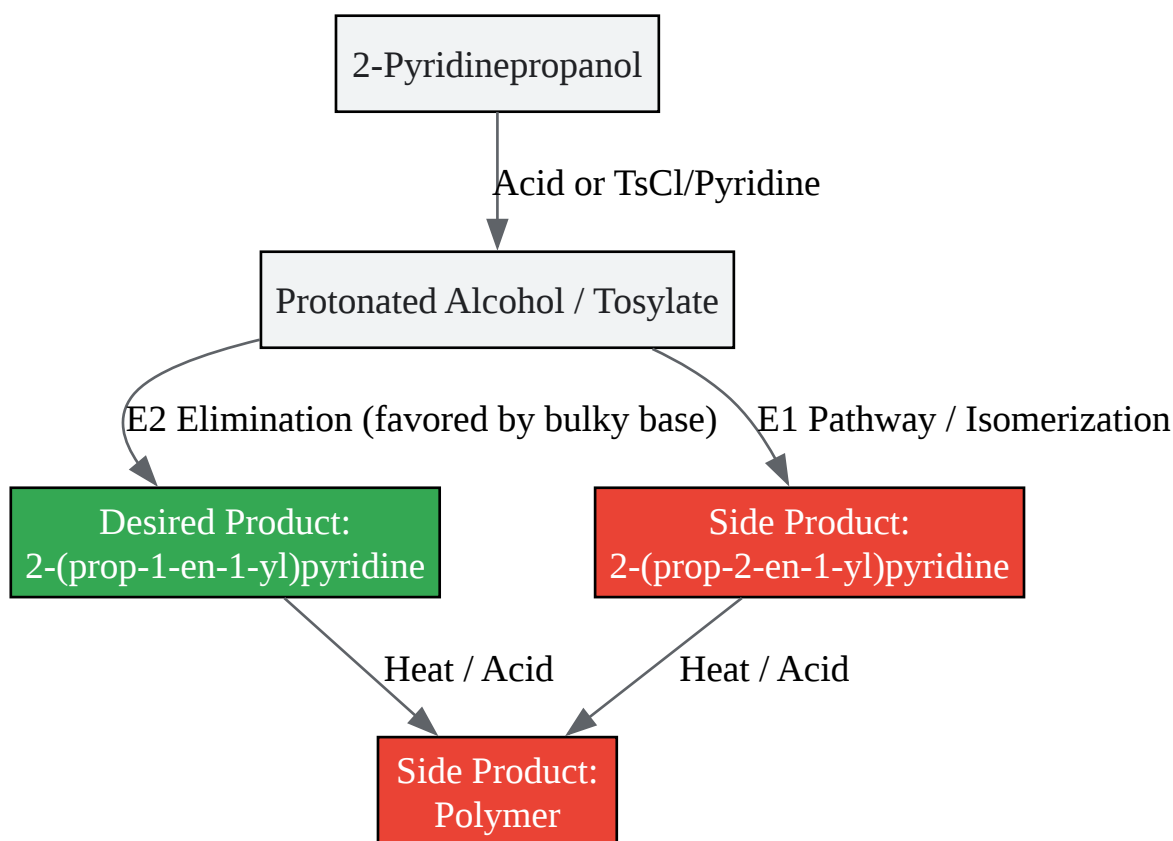 2-Pyridinepropanol
Acid or TsCl/Pyridine
Protonated Alcohol / Tosylate
E2 Elimination (favored by bulky base)
E1 Pathway / Isomerization
Desired Product:
2-(prop-1-en-1-yl)pyridine
Side Product:
2-(prop-2-en-1-yl)pyridine
Heat / Acid
Heat / Acid
Side Product:
Polymer